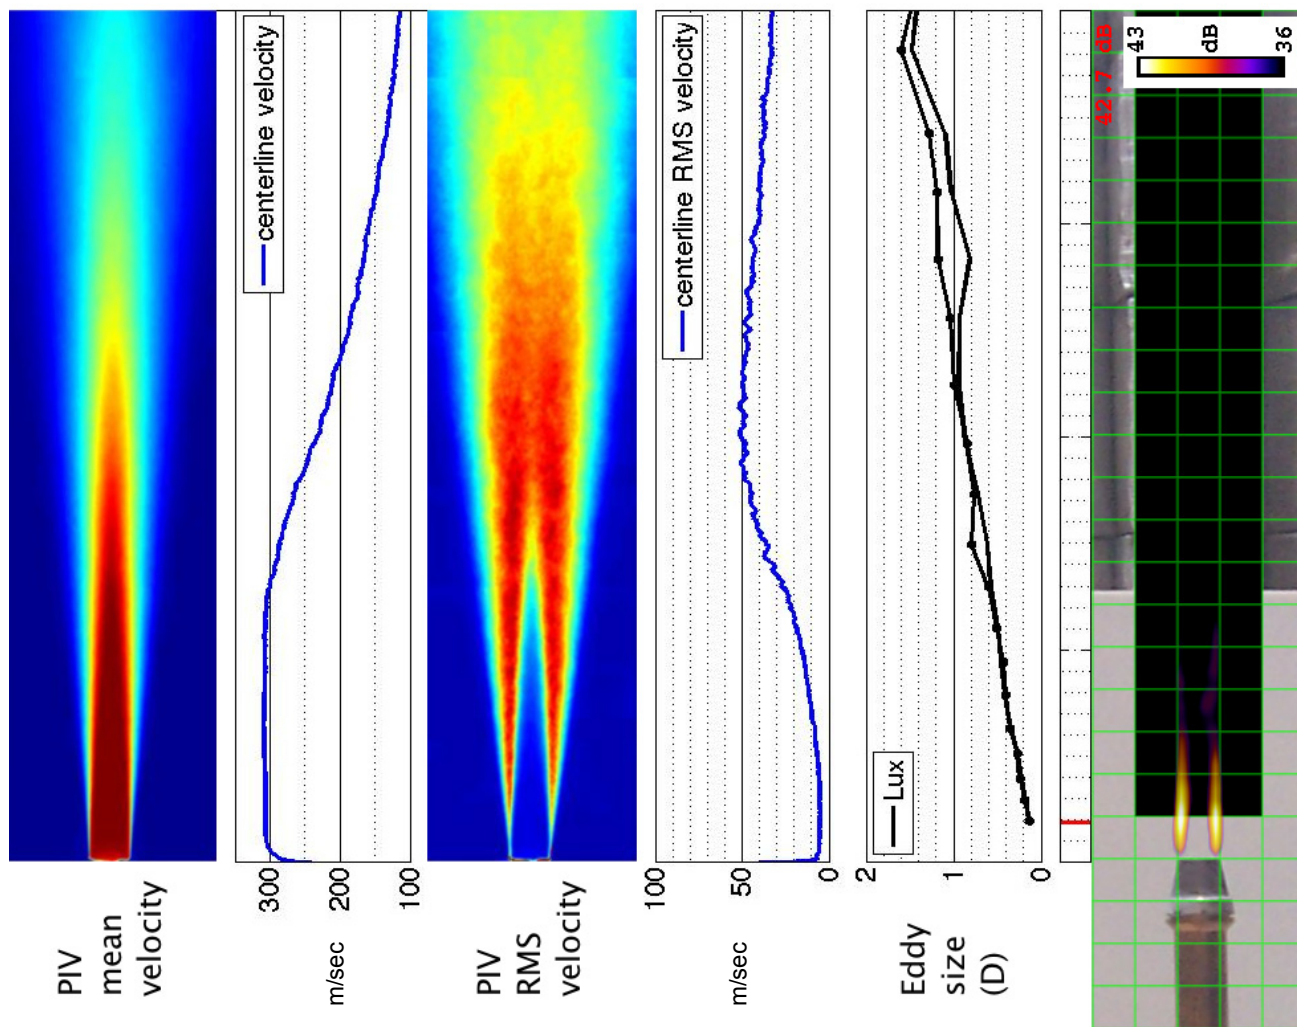 PIV
mean
velocity
300
200
100
m/sec
centerline velocity
PIV
RMS
velocity
100
50
0
m/sec
centerline RMS velocity
Eddy
size
(D)
2
1
0
Lux
42.7 dB
43
dB
36